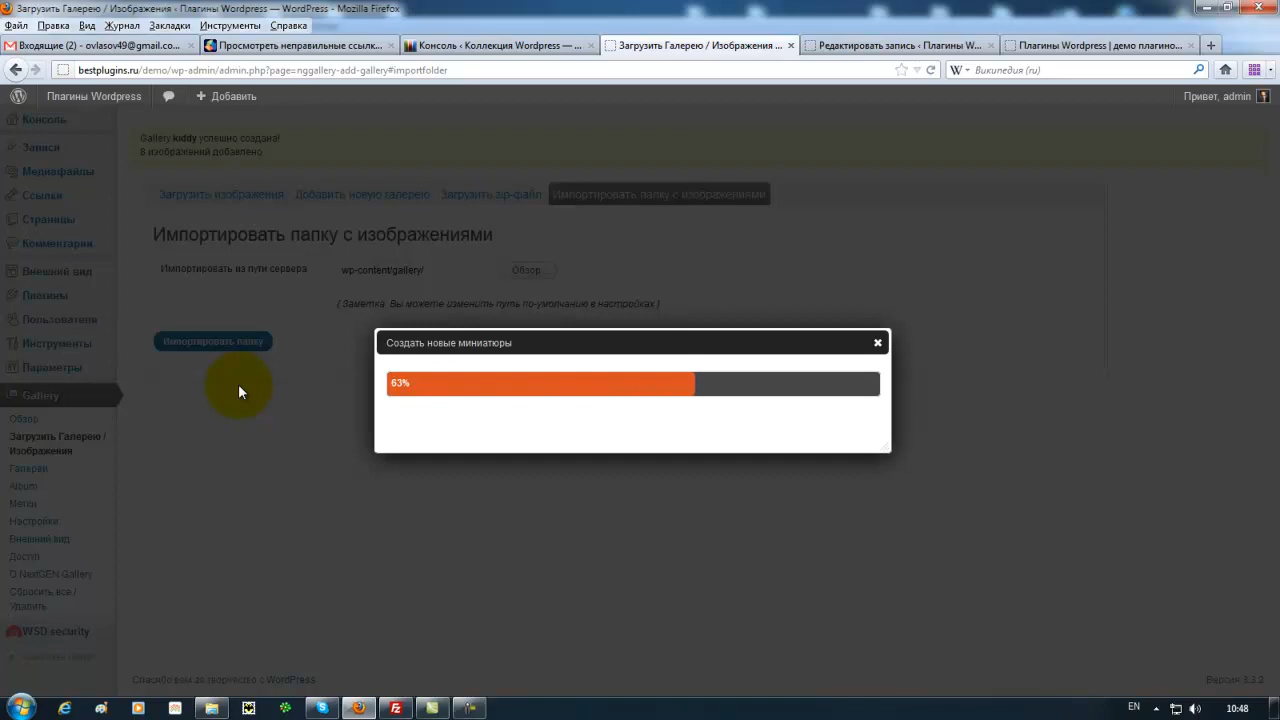 Загрузить Галерею / Изображения ‹ Плагины Wordpress — WordPress - Mozilla Firefox
Файл Правка Вид Журнал Закладки Инструменты Справка
Входящие (2) - ovlasov49@gmail.co...
Просмотреть неправильные ссылк...
Консоль ‹ Коллекция Wordpress — ...
Загрузить Галерею / Изображения ...
Редактировать запись ‹ Плагины W...
Плагины Wordpress | демо плагино...
bestplugins.ru/demo/wp-admin/admin.php?page=nggallery-add-gallery#importfolder
Википедия (ru)
Плагины Wordpress
Добавить
Привет, admin
Консоль
Записи
Медиафайлы
Ссылки
Страницы
Комментарии
Внешний вид
Плагины
Пользователи
Инструменты
Параметры
Gallery
Обзор
Загрузить Галерею /
Изображения
Галереи
Album
Метки
Настройки
Внешний вид
Доступ
О NextGEN Gallery
Сбросить все /
Удалить
WSD security
Gallery kiddy успешно создана!
8 изображений добавлено
Загрузить изображения
Добавить новую галерею
Загрузить zip-файл
Импортировать папку с изображениями
Импортировать папку с изображениями
Импортировать из пути сервера
wp-content/gallery/
Обзор...
( Заметка: Вы можете изменить путь по-умолчанию в настройках )
Импортировать папку
Создать новые миниатюры
63%
Спасибо вам за творчество с WordPress
Версия 3.3.2
EN
10:48